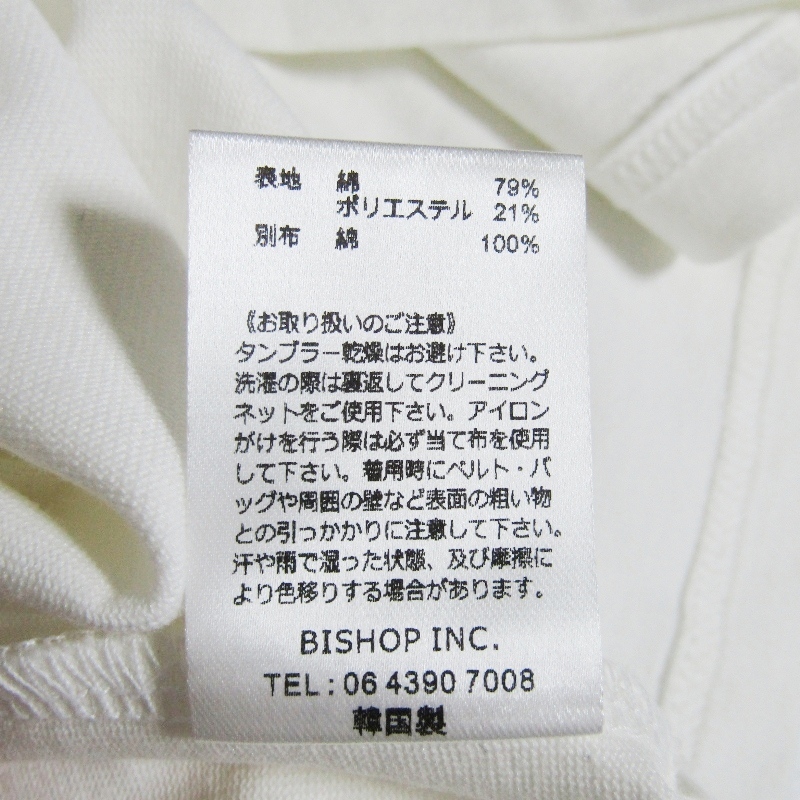 表地 綿 79%
ポリエステル 21%
別布 綿 100%
《お取り扱いのご注意》
タンブラー乾燥はお避け下さい。
洗濯の際は裏返してクリーニング
ネットをご使用下さい。アイロン
がけを行う際は必ず当て布を使用
して下さい。着用時にベルト・バ
ッグや周囲の壁など表面の粗い物
との引っかかりに注意して下さい。
汗や雨で湿った状態、及び摩擦に
より色移りする場合があります。
BISHOP INC.
TEL : 06 4390 7008
韓国製